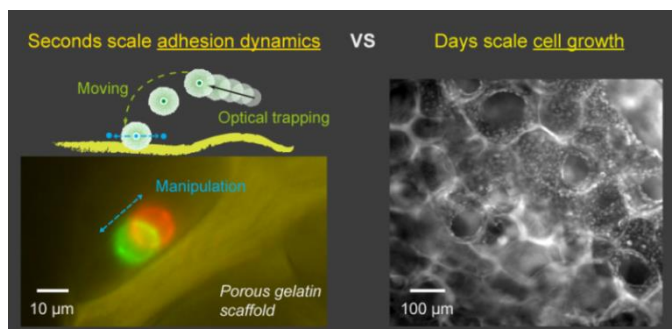 Seconds scale adhesion dynamics
VS
Days scale cell growth
Moving
Optical trapping
Manipulation
10 μm
Porous gelatin
scaffold
100 μm